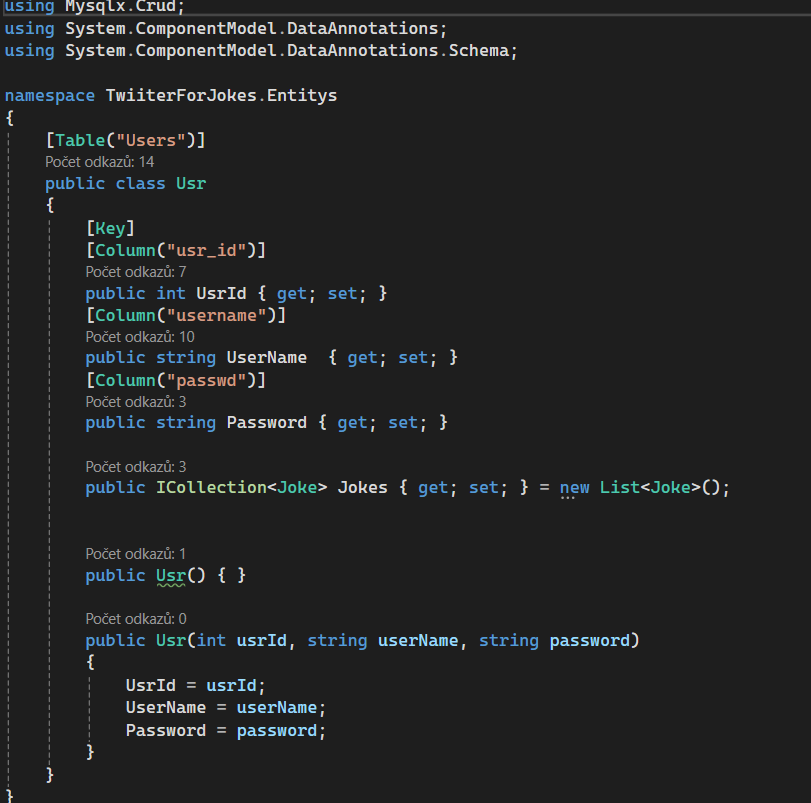 using Mysqlx.Crud;
using System.ComponentModel.DataAnnotations;
using System.ComponentModel.DataAnnotations.Schema;
namespace TwiiterForJokes.Entitys
{
[Table("Users")]
Počet odkazů: 14
public class Usr
{
[Key]
[Column("usr_id")]
Počet odkazů: 7
public int UsrId { get; set; }
[Column("username")]
Počet odkazů: 10
public string UserName  { get; set; }
[Column("passwd")]
Počet odkazů: 3
public string Password { get; set; }
Počet odkazů: 3
public ICollection<Joke> Jokes { get; set; } = new List<Joke>();
Počet odkazů: 1
public Usr() { }
Počet odkazů: 0
public Usr(int usrId, string userName, string password)
{
UsrId = usrId;
UserName = userName;
Password = password;
}
}
}